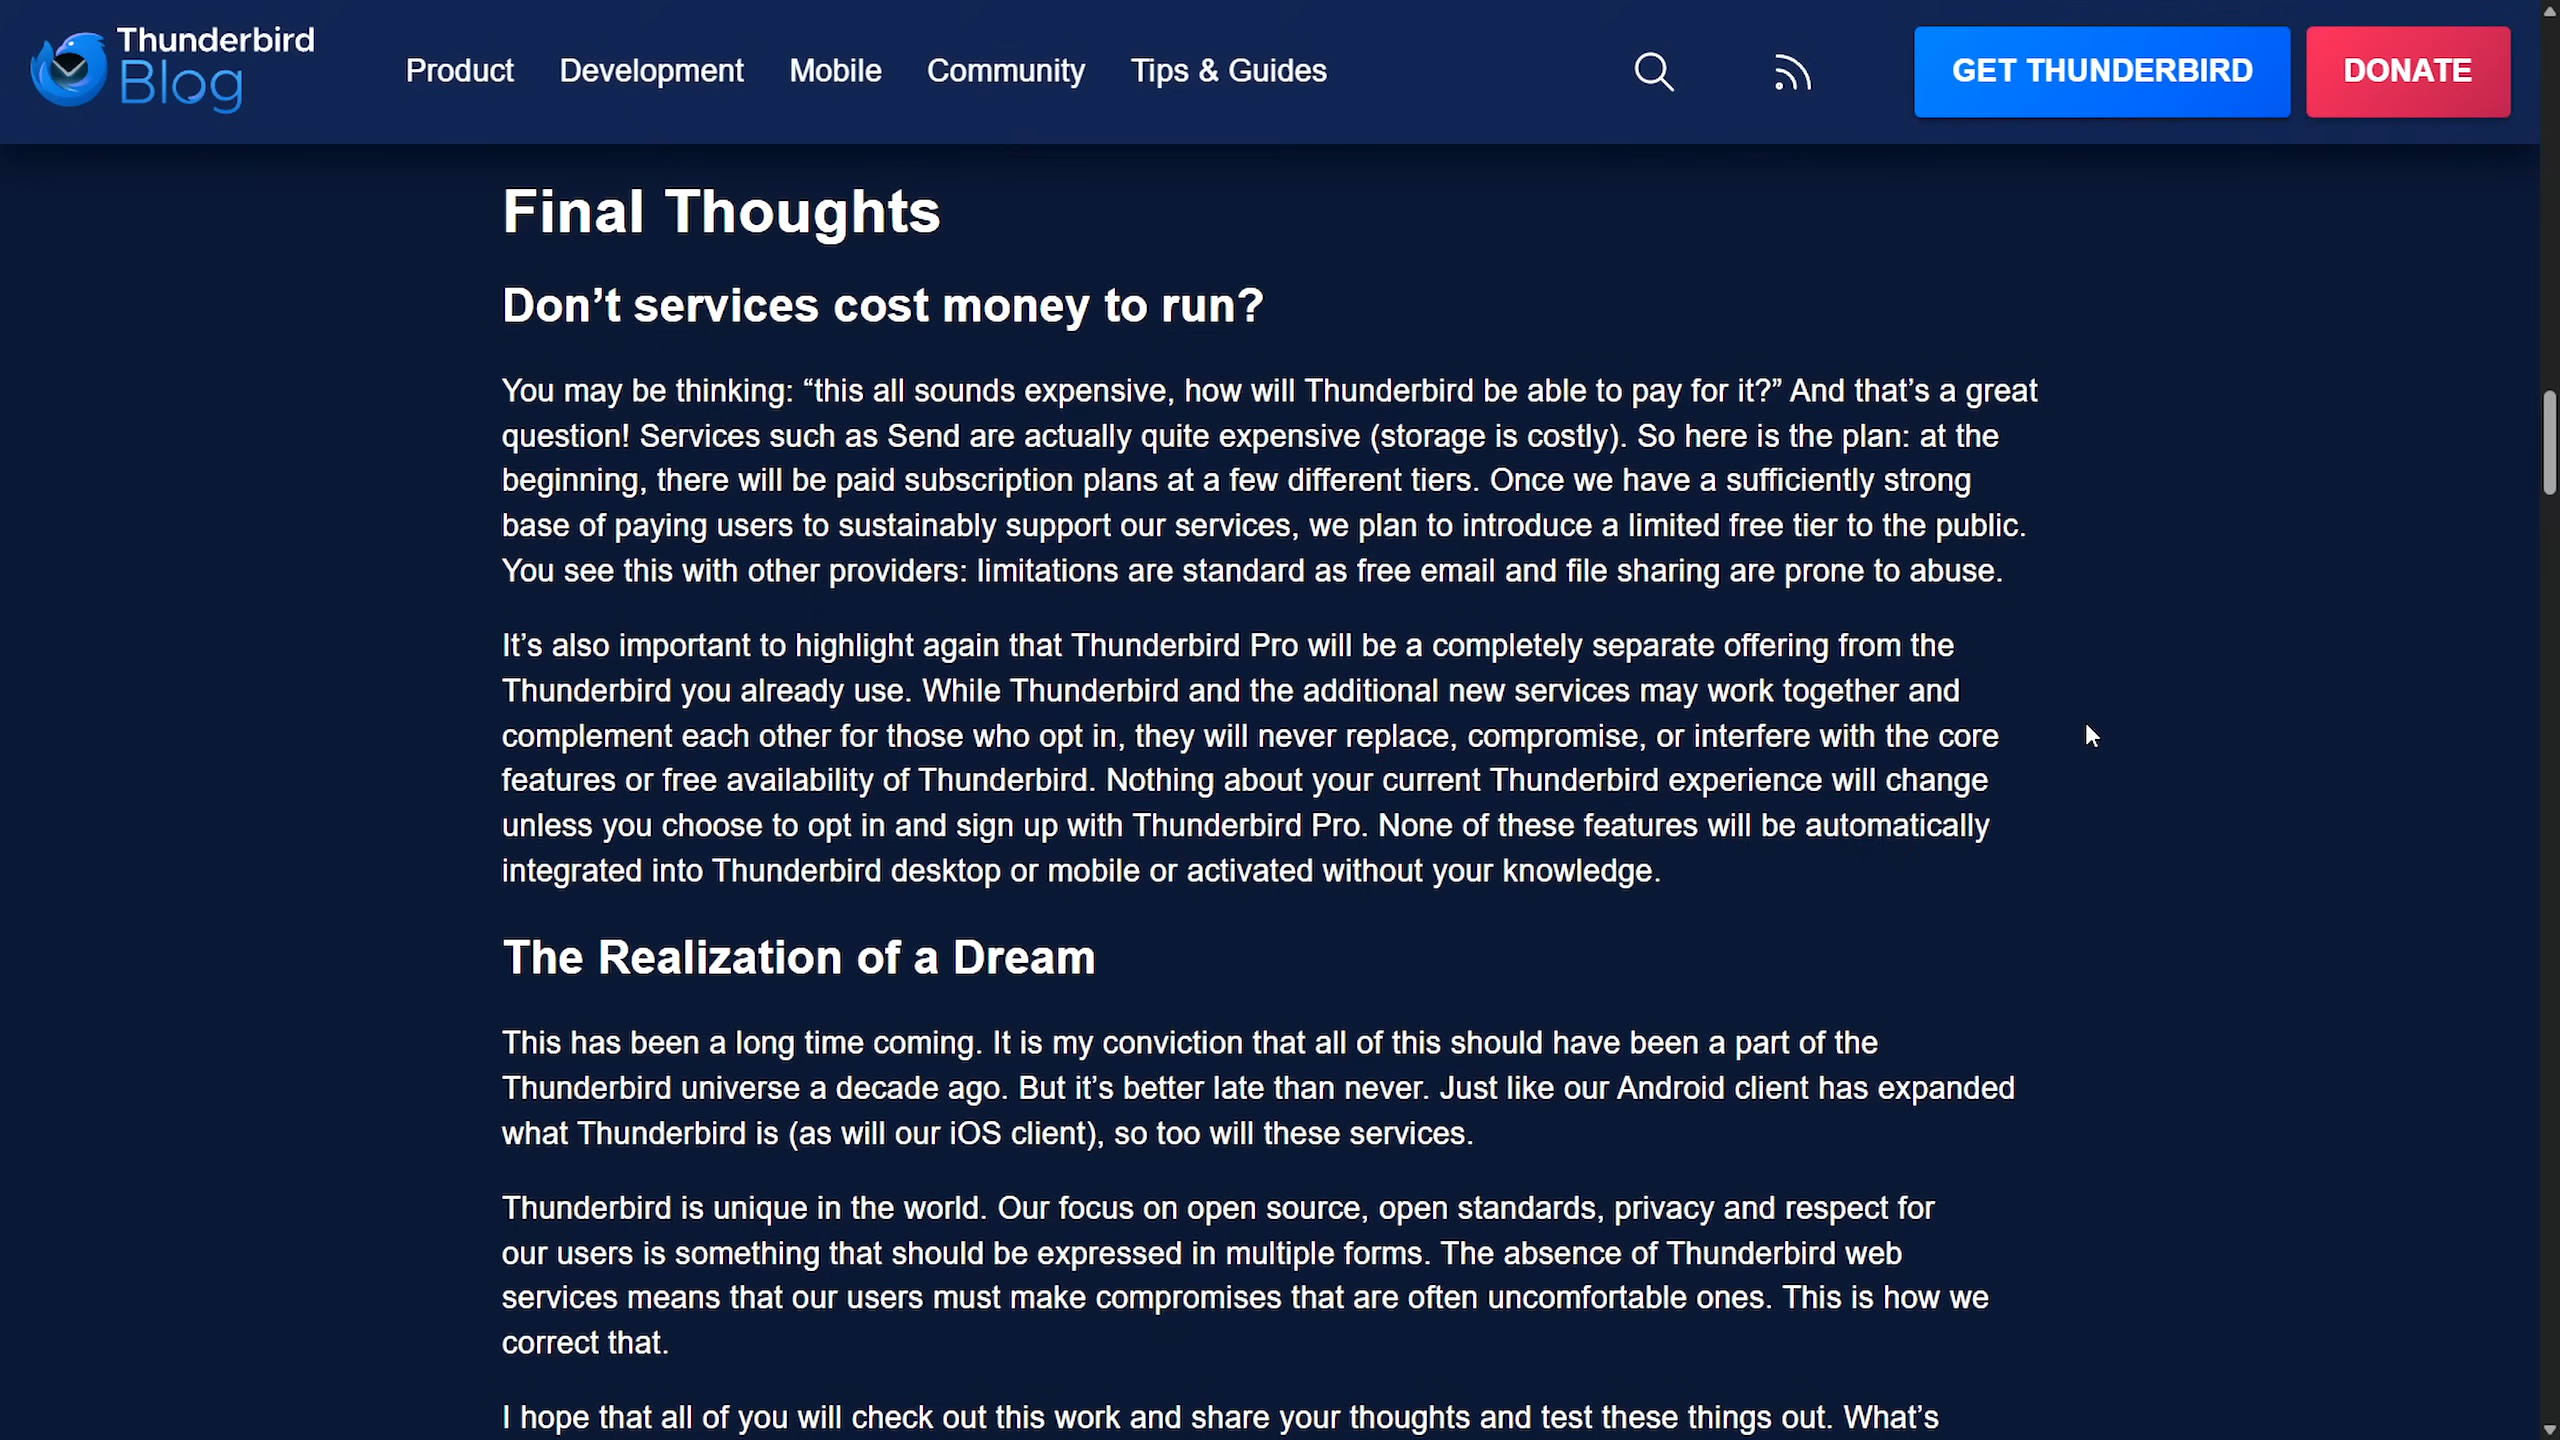 Thunderbird
Blog
Product Development Mobile Community Tips & Guides
GET THUNDERBIRD DONATE
Final Thoughts
Don’t services cost money to run?
You may be thinking: “this all sounds expensive, how will Thunderbird be able to pay for it?” And that’s a great
question! Services such as Send are actually quite expensive (storage is costly). So here is the plan: at the
beginning, there will be paid subscription plans at a few different tiers. Once we have a sufficiently strong
base of paying users to sustainably support our services, we plan to introduce a limited free tier to the public.
You see this with other providers: limitations are standard as free email and file sharing are prone to abuse.
It’s also important to highlight again that Thunderbird Pro will be a completely separate offering from the
Thunderbird you already use. While Thunderbird and the additional new services may work together and
complement each other for those who opt in, they will never replace, compromise, or interfere with the core
features or free availability of Thunderbird. Nothing about your current Thunderbird experience will change
unless you choose to opt in and sign up with Thunderbird Pro. None of these features will be automatically
integrated into Thunderbird desktop or mobile or activated without your knowledge.
The Realization of a Dream
This has been a long time coming. It is my conviction that all of this should have been a part of the
Thunderbird universe a decade ago. But it’s better late than never. Just like our Android client has expanded
what Thunderbird is (as will our iOS client), so too will these services.
Thunderbird is unique in the world. Our focus on open source, open standards, privacy and respect for
our users is something that should be expressed in multiple forms. The absence of Thunderbird web
services means that our users must make compromises that are often uncomfortable ones. This is how we
correct that.
I hope that all of you will check out this work and share your thoughts and test these things out. What’s